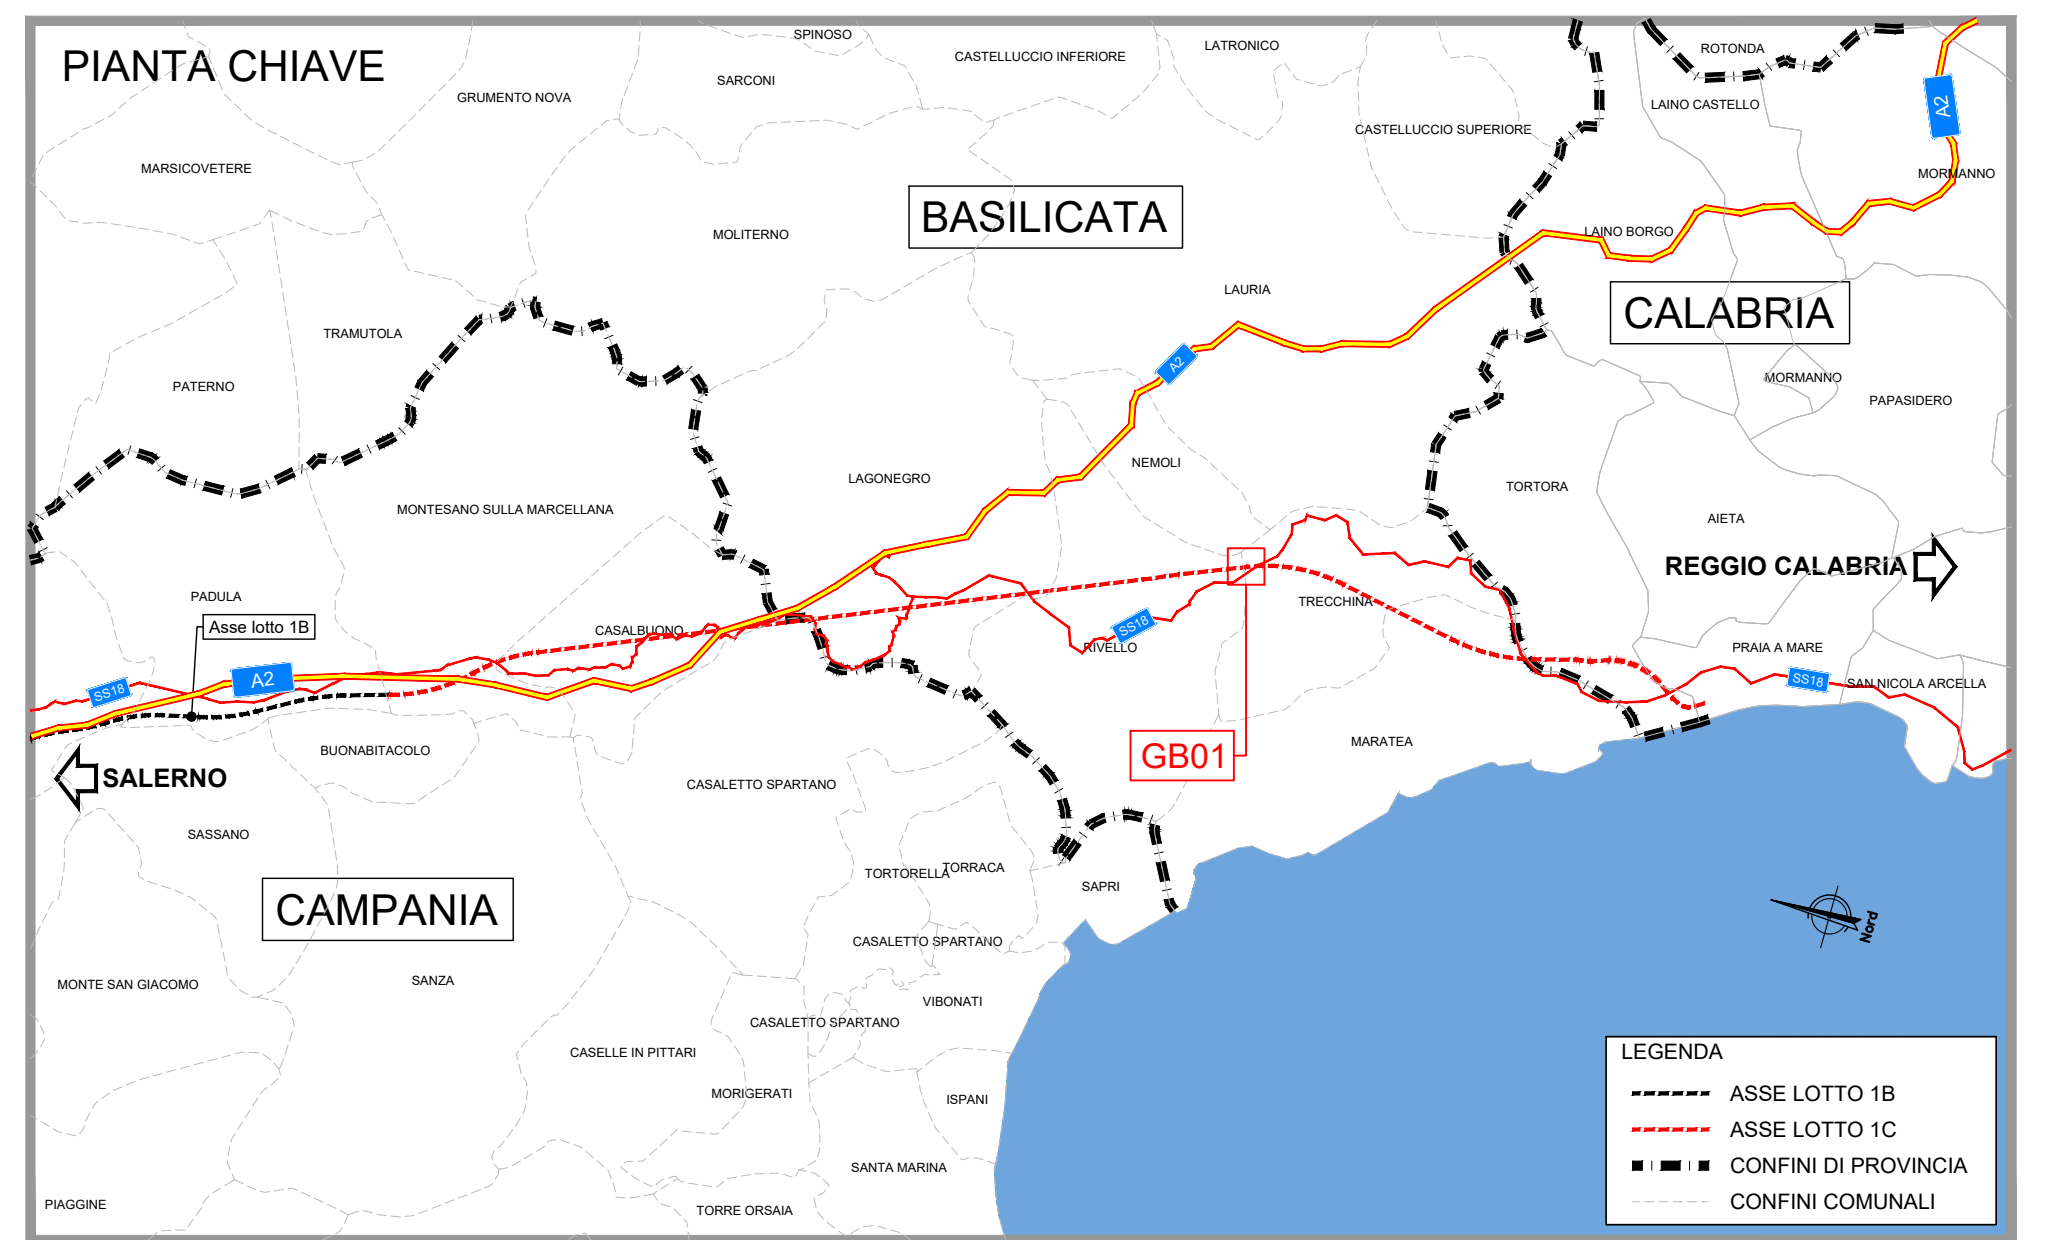 PIANTA CHIAVE
SPINOSO
LATRONICO
ROTONDA
CASTELLUCCIO INFERIORE
SARCONI
GRUMENTO NOVA
LAINO CASTELLO
A2
CASTELLUCCIO SUPERIORE
MARSICOVETERE
MORMANNO
BASILICATA
MOLITERNO
LAINO BORGO
LAURIA
CALABRIA
TRAMUTOLA
A2
MORMANNO
PATERNO
PAPASIDERO
NEMOLI
LAGONEGRO
TORTORA
MONTESANO SULLA MARCELLANA
AIETA
REGGIO CALABRIA
PADULA
TRECCHINA
Asse lotto 1B
CASALBUONO
SS18
RIVELLO
PRAIA A MARE
A2
SS18
SS18
SAN NICOLA ARCELLA
BUONABITACOLO
MARATEA
GB01
SALERNO
CASALETTO SPARTANO
SASSANO
TORRACA
TORTORELLA
SAPRI
CAMPANIA
Nord
CASALETTO SPARTANO
MONTE SAN GIACOMO
SANZA
VIBONATI
CASALETTO SPARTANO
CASELLE IN PITTARI
LEGENDA
MORIGERATI
ISPANI
ASSE LOTTO 1B
ASSE LOTTO 1C
SANTA MARINA
CONFINI DI PROVINCIA
PIAGGINE
TORRE ORSAIA
CONFINI COMUNALI